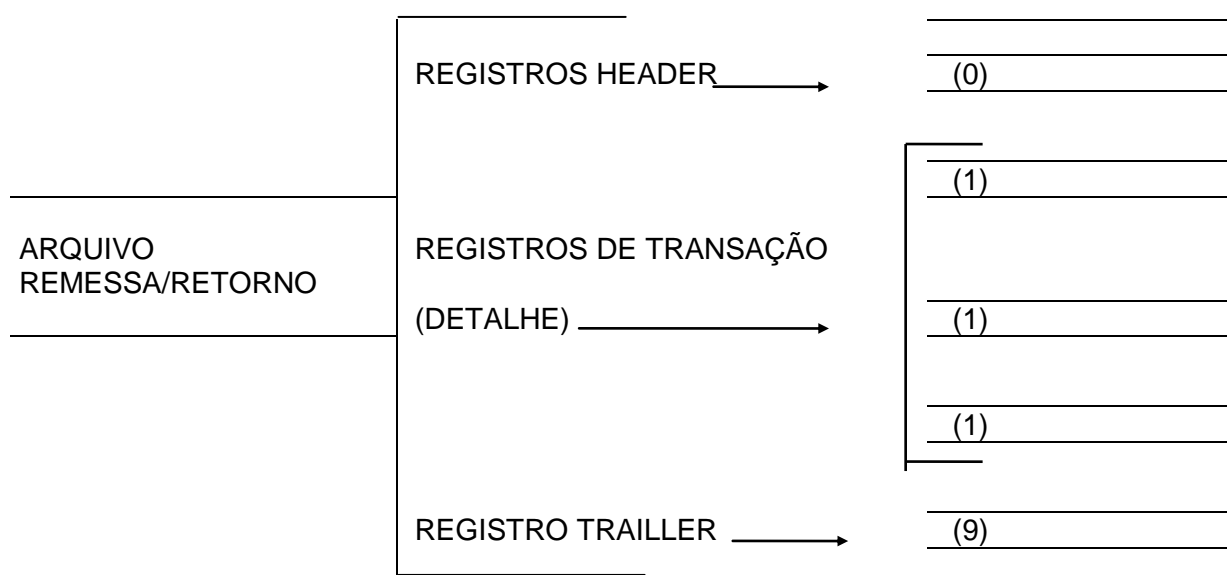 REGISTROS HEADER (0)
(1)
ARQUIVO
REMESSA/RETORNO
REGISTROS DE TRANSAÇÃO
(DETALHE) (1)
(1)
REGISTRO TRAILLER (9)